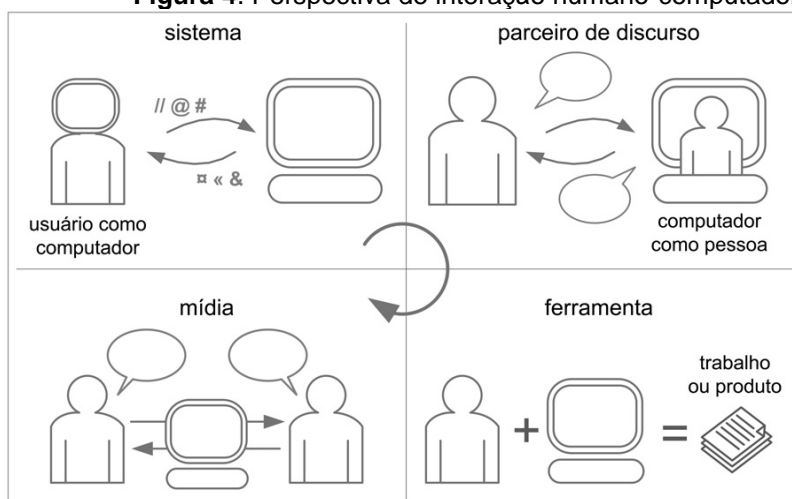 Figura 4. Perspectiva de interação humano-computador
sistema
// @ #
¤ « &
usuário como
computador
parceiro de discurso
computador
como pessoa
mídia
ferramenta
+
=
trabalho
ou produto